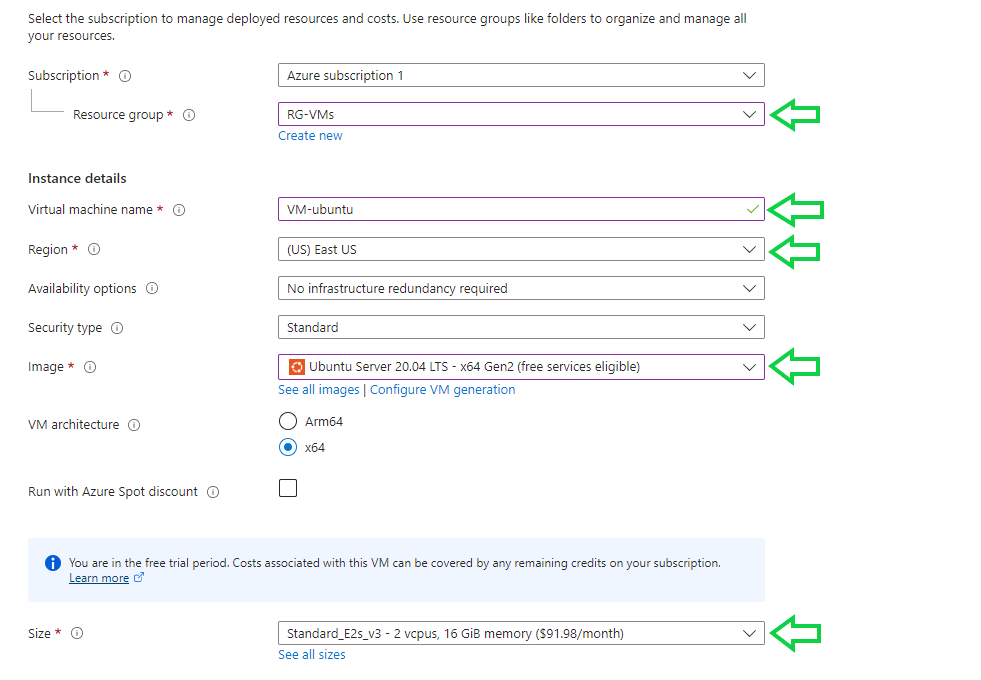 Select the subscription to manage deployed resources and costs. Use resource groups like folders to organize and manage all
your resources.
Subscription *
Azure subscription 1
Resource group *
RG-VMs
Create new
Instance details
Virtual machine name *
VM-ubuntu
Region *
(US) East US
Availability options
No infrastructure redundancy required
Security type
Standard
Image *
Ubuntu Server 20.04 LTS - x64 Gen2 (free services eligible)
See all images | Configure VM generation
VM architecture
Arm64
x64
Run with Azure Spot discount
You are in the free trial period. Costs associated with this VM can be covered by any remaining credits on your subscription.
Learn more
Size *
Standard_E2s_v3 - 2 vcpus, 16 GiB memory ($91.98/month)
See all sizes